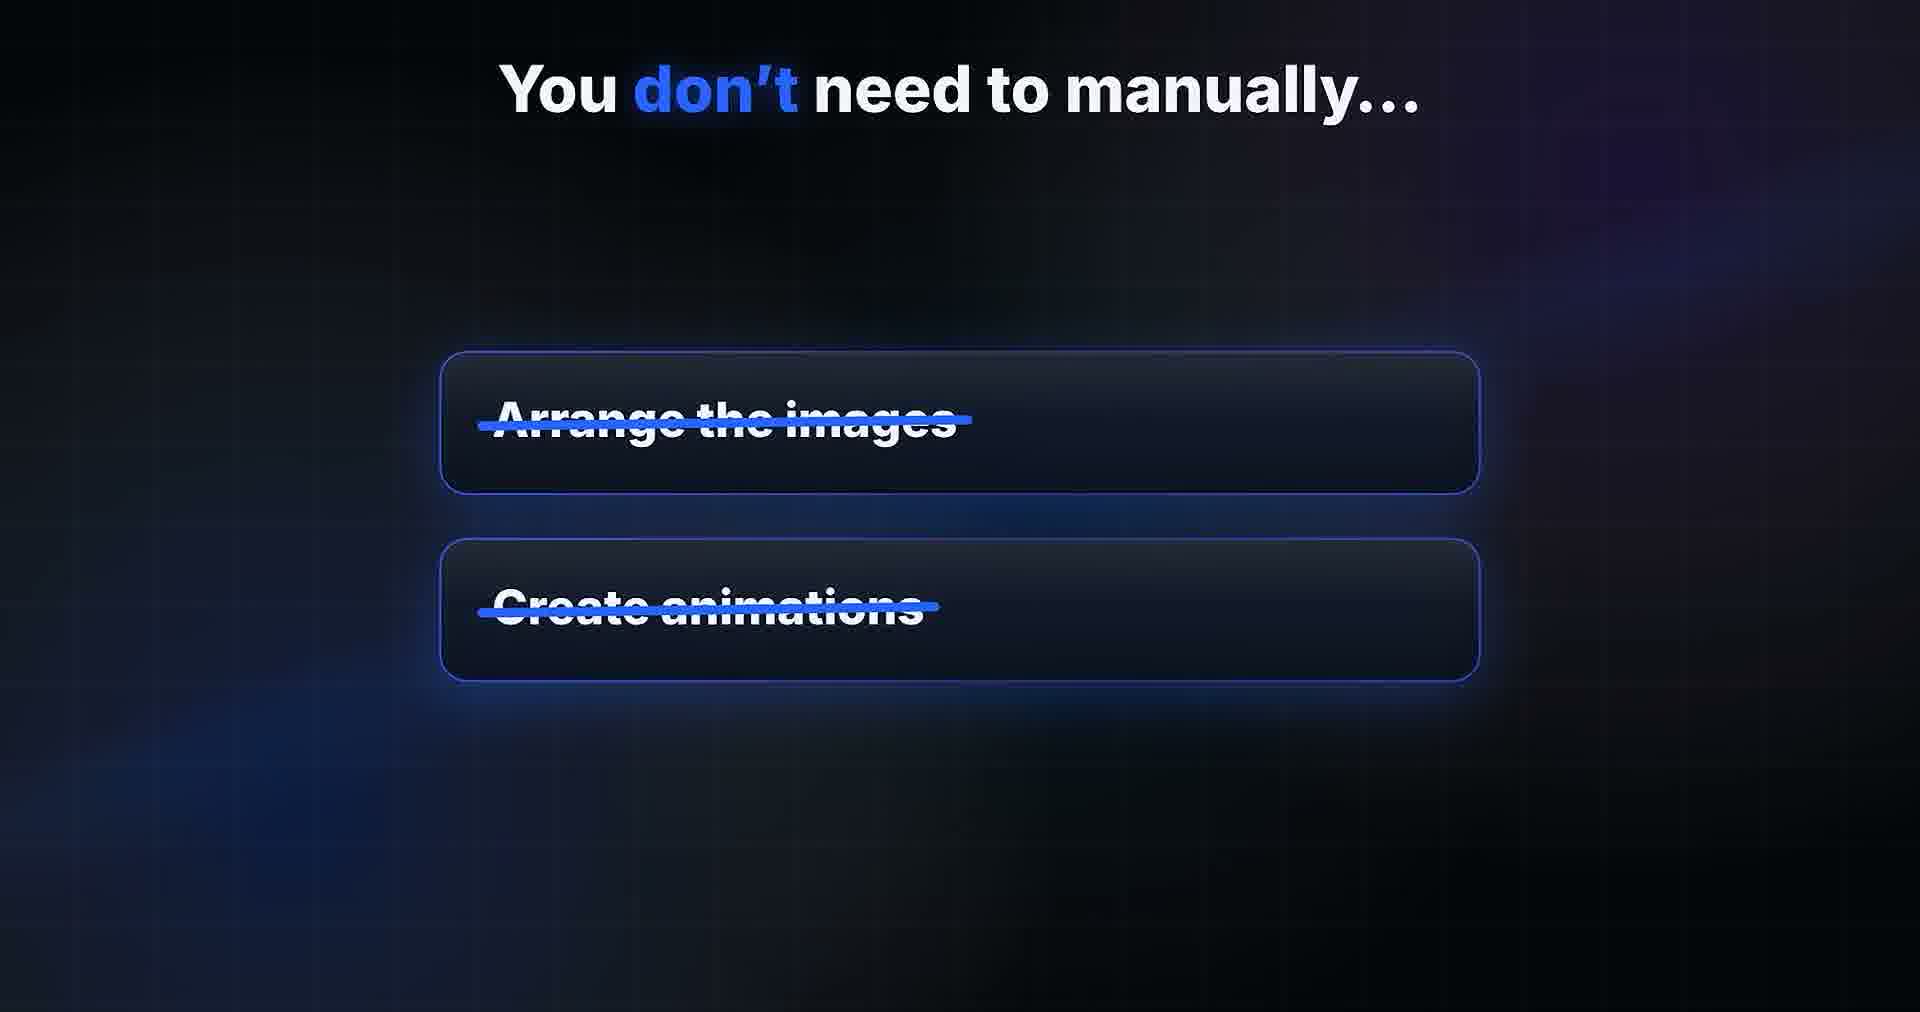 You don’t need to manually...
Arrange the images
Create animations